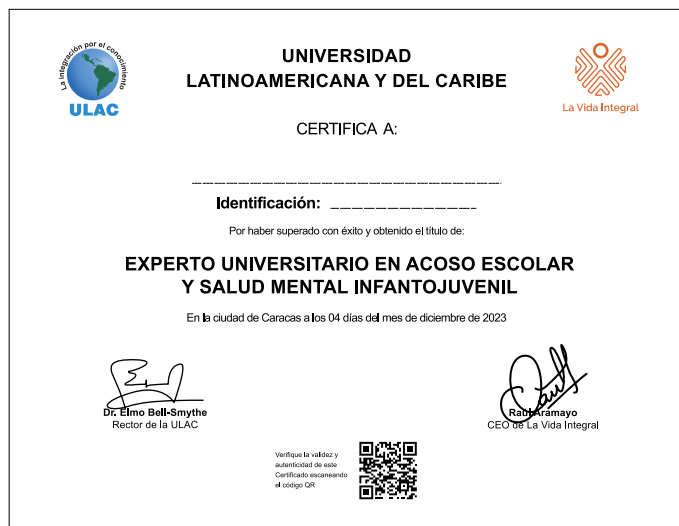 La integración por el conocimiento
ULAC
UNIVERSIDAD
LATINOAMERICANA Y DEL CARIBE
La Vida Integral
CERTIFICA A:
Identificación:
Por haber superado con éxito y obtenido el título de:
EXPERTO UNIVERSITARIO EN ACOSO ESCOLAR
Y SALUD MENTAL INFANTOJUVENIL
En la ciudad de Caracas a los 04 días del mes de diciembre de 2023
Dr. Elmo Bell-Smythe
Rector de la ULAC
Raúl Aramayo
CEO de La Vida Integral
Verifique la validez y
autenticidad de este
Certificado escaneando
el código QR